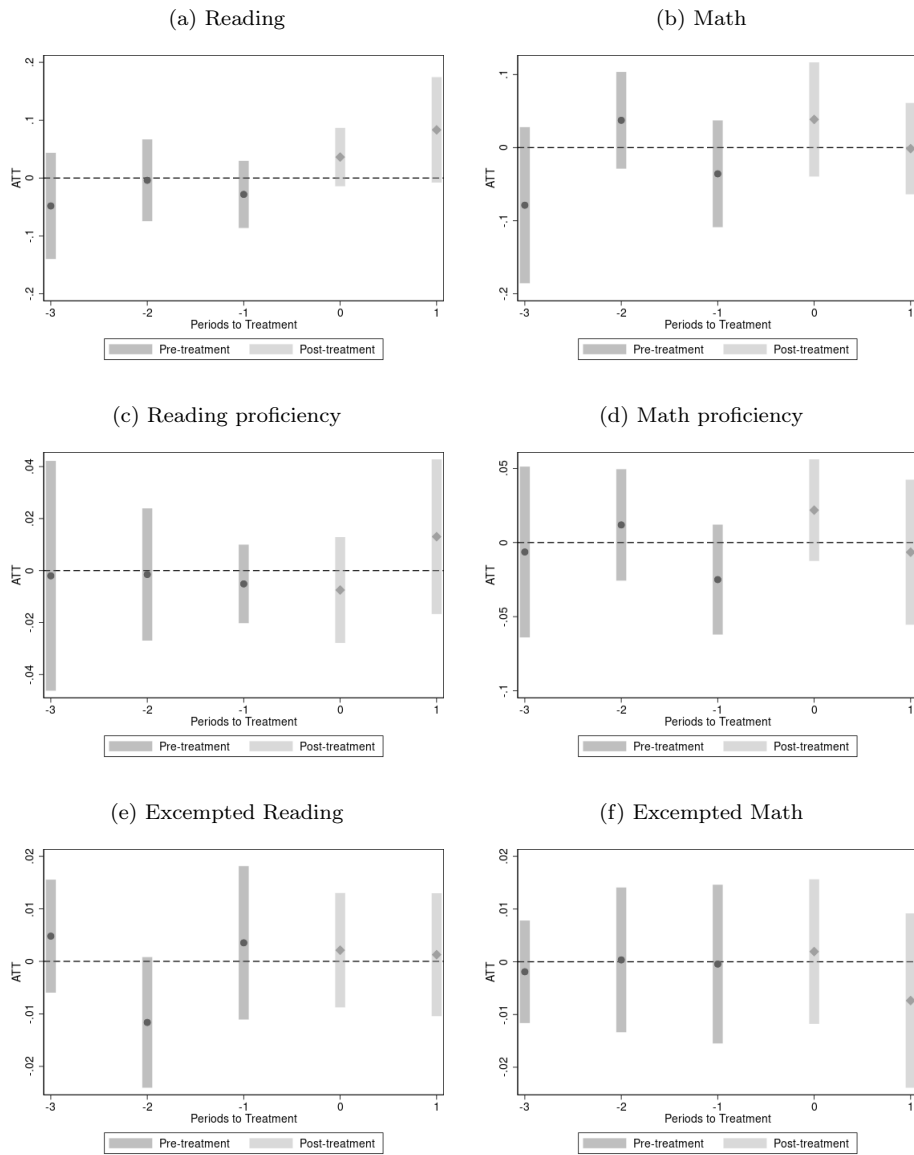 (a) Reading
(b) Math
.2
.1
0
-.1
-.2
ATT
-3 -2 -1 0 1
Periods to Treatment
Pre-treatment Post-treatment
.1
0
-.1
-.2
ATT
-3 -2 -1 0 1
Periods to Treatment
Pre-treatment Post-treatment
(c) Reading proficiency
(d) Math proficiency
.04
.02
0
-.02
-.04
ATT
-3 -2 -1 0 1
Periods to Treatment
Pre-treatment Post-treatment
.05
0
-.05
-.1
ATT
-3 -2 -1 0 1
Periods to Treatment
Pre-treatment Post-treatment
(e) Excempted Reading
(f) Excempted Math
.02
.01
0
-.01
-.02
ATT
-3 -2 -1 0 1
Periods to Treatment
Pre-treatment Post-treatment
.02
.01
0
-.01
-.02
ATT
-3 -2 -1 0 1
Periods to Treatment
Pre-treatment Post-treatment